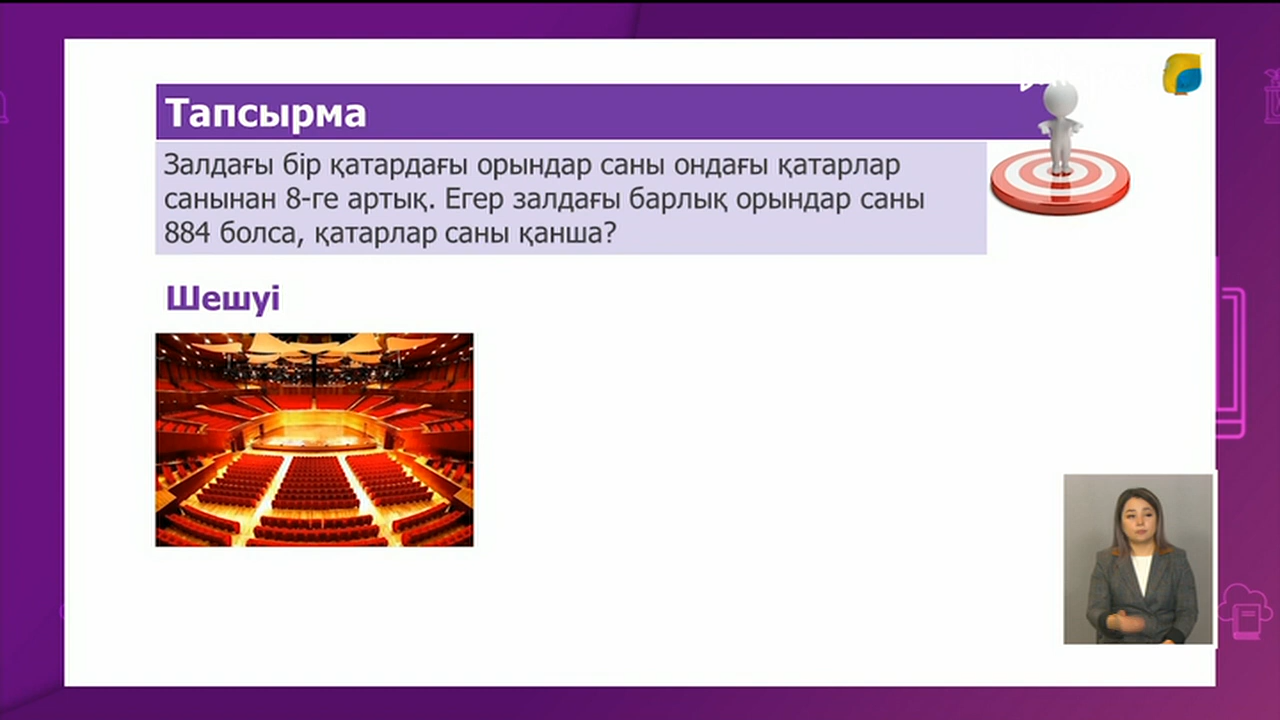 Тапсырма
Залдағы бір қатардағы орындар саны ондағы қатарлар
санынан 8-ге артық. Егер залдағы барлық орындар саны
884 болса, қатарлар саны қанша?
Шешуі